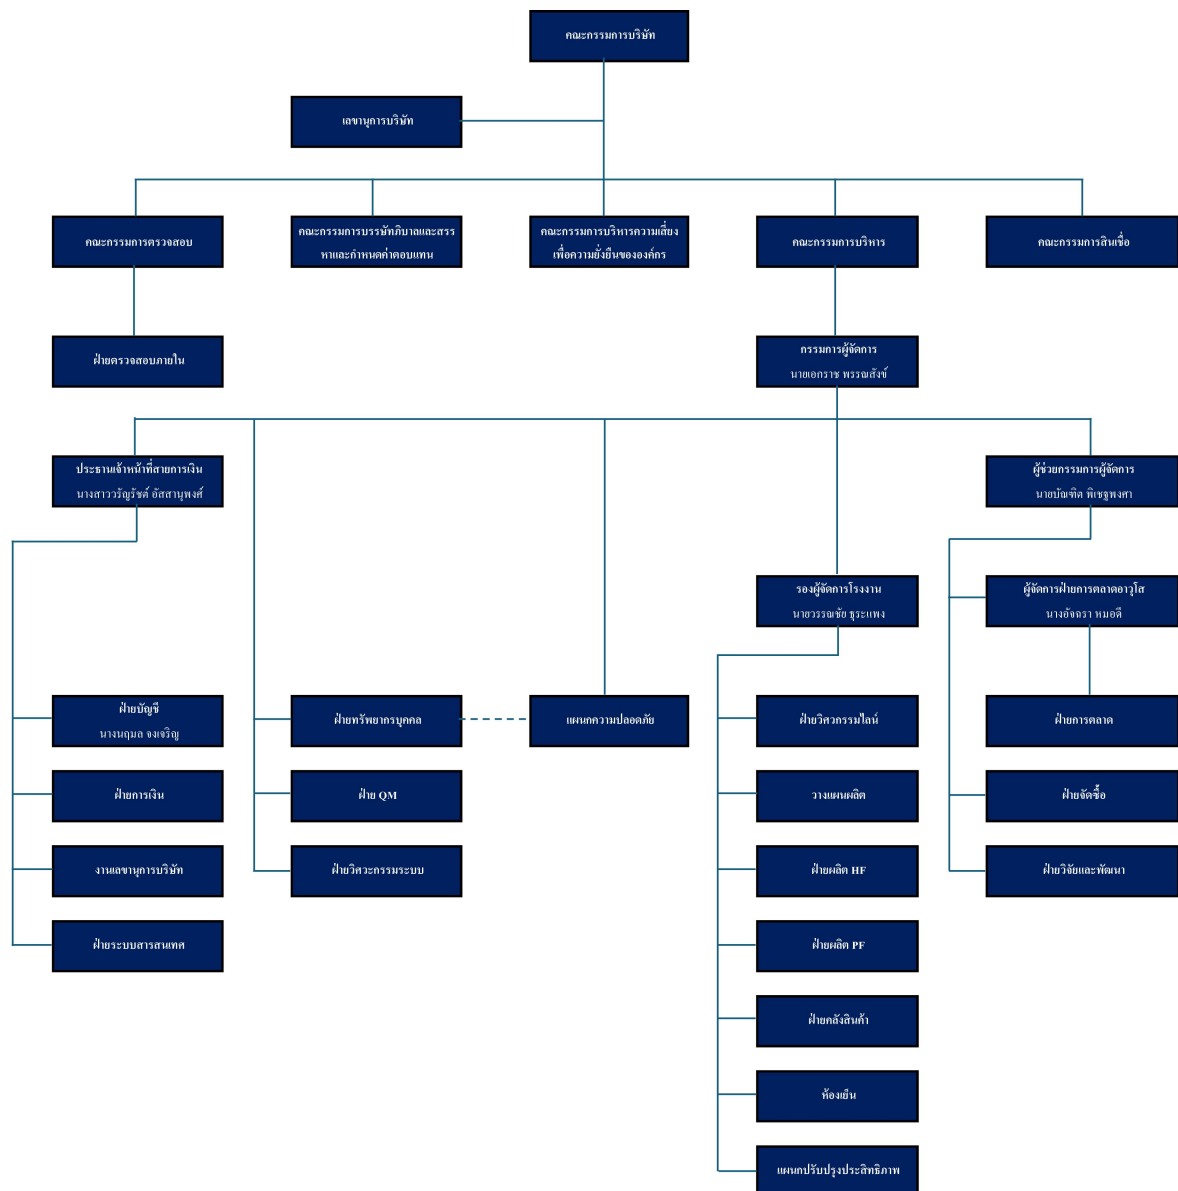 คณะกรรมการบริษัท
เลขานุการบริษัท
คณะกรรมการตรวจสอบ
คณะกรรมการบรรษัทภิบาลและสรร
หาและกำหนดค่าตอบแทน
คณะกรรมการบริหารความเสี่ยง
เพื่อความยั่งยืนขององค์กร
คณะกรรมการบริหาร
คณะกรรมการสินเชื่อ
ฝ่ายตรวจสอบภายใน
กรรมการผู้จัดการ
นายเอกราช พรรณสังข์
ประธานเจ้าหน้าที่สายการเงิน
นางสาววรัญรัชต์ อัสสานุพงศ์
ผู้ช่วยกรรมการผู้จัดการ
นายบัณฑิต พิเชฐพงศา
รองผู้จัดการโรงงาน
นายวรรณชัย ธุระแพง
ผู้จัดการฝ่ายการตลาดอาวุโส
นางอัจฉรา หมอดี
ฝ่ายบัญชี
นางนฤมล จงเจริญ
ฝ่ายทรัพยากรบุคคล
แผนกความปลอดภัย
ฝ่ายวิศวกรรมไลน์
ฝ่ายการตลาด
ฝ่ายการเงิน
ฝ่าย QM
วางแผนผลิต
ฝ่ายจัดซื้อ
งานเลขานุการบริษัท
ฝ่ายวิศวะกรรมระบบ
ฝ่ายผลิต HF
ฝ่ายวิจัยและพัฒนา
ฝ่ายระบบสารสนเทศ
ฝ่ายผลิต PF
ฝ่ายคลังสินค้า
ห้องเย็น
แผนกปรับปรุงประสิทธิภาพ